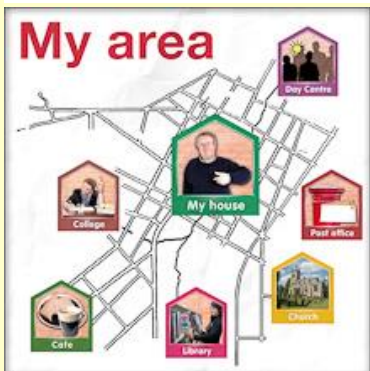 My area
Day Centre
My house
College
Post office
Church
Cafe
Library